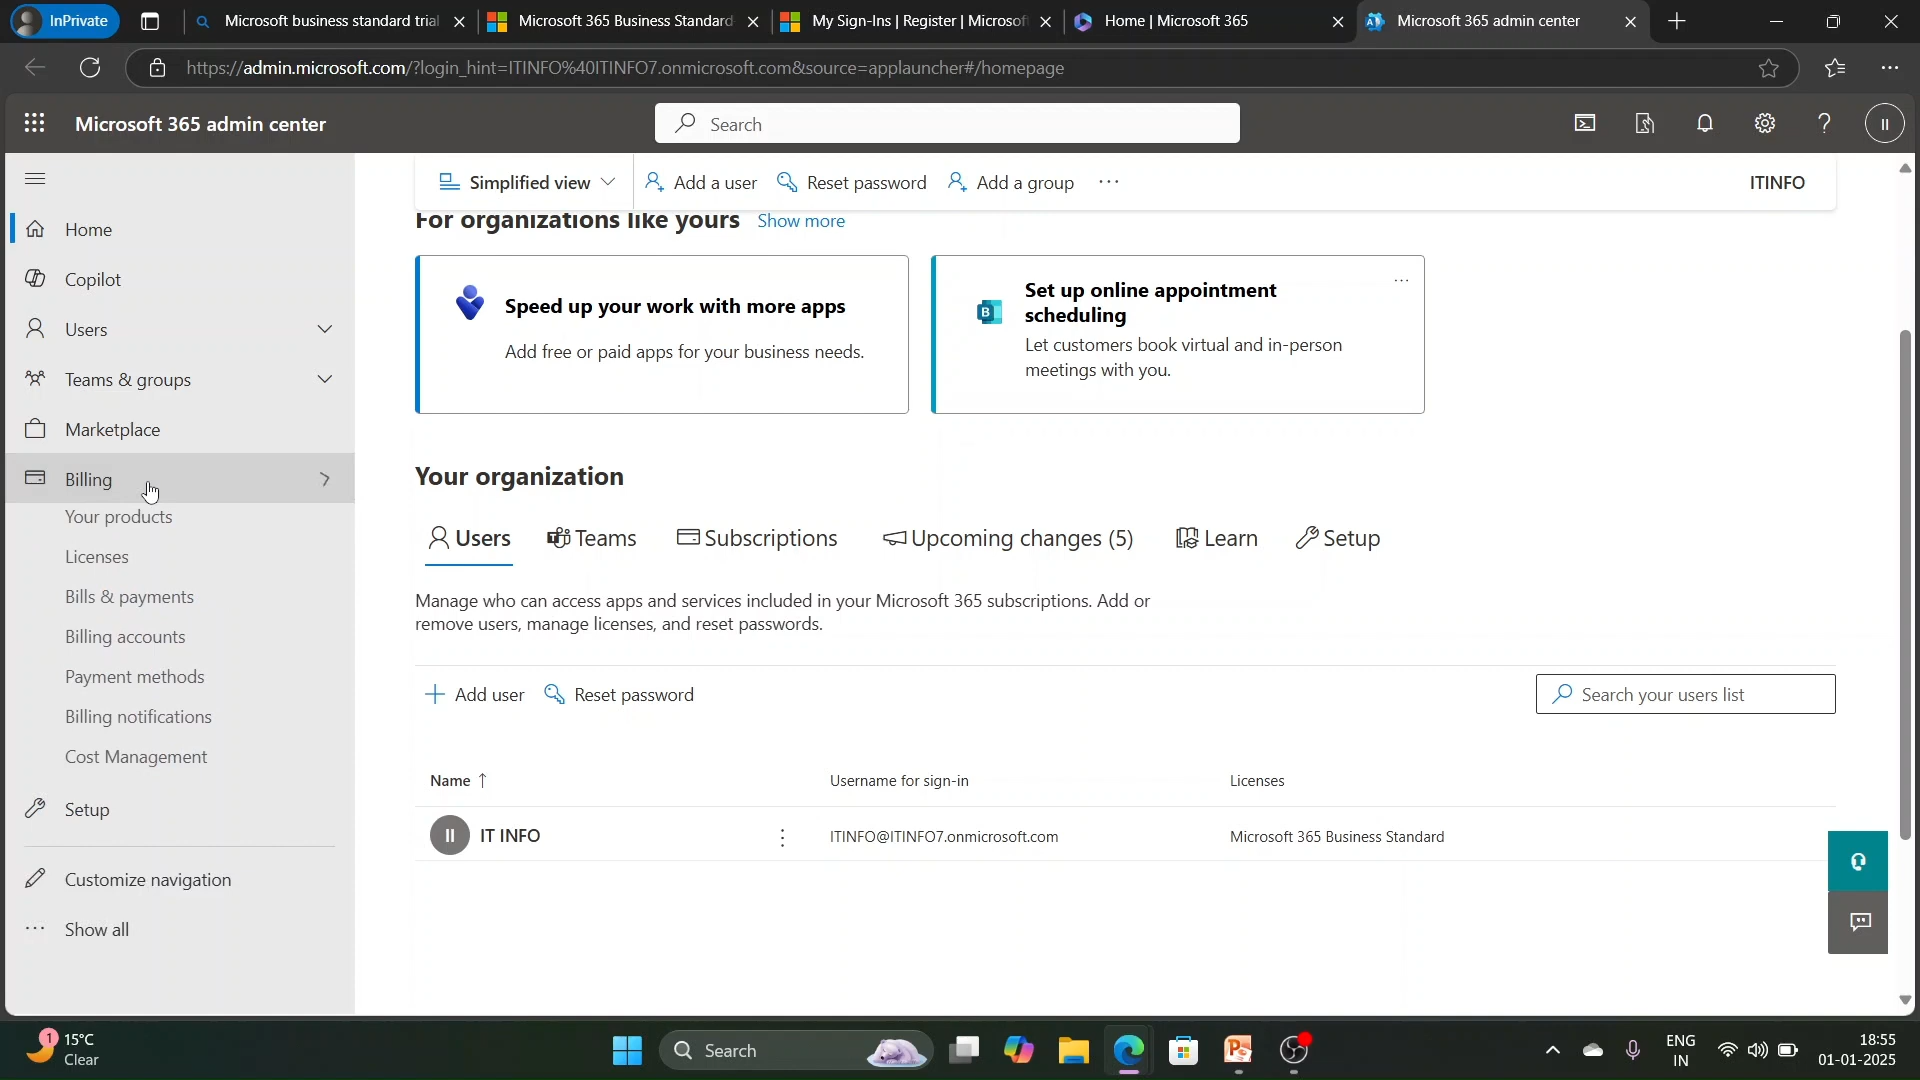 InPrivate
Microsoft business standard trial
Microsoft 365 Business Standard
My Sign-Ins | Register | Microsoft
Home | Microsoft 365
Microsoft 365 admin center
https://admin.microsoft.com/?login_hint=ITINFO%40ITINFO7.onmicrosoft.com&source=applauncher#/homepage
Microsoft 365 admin center
Search
II
Home
Copilot
Users
Teams & groups
Marketplace
Billing
Your products
Licenses
Bills & payments
Billing accounts
Payment methods
Billing notifications
Cost Management
Setup
Customize navigation
Show all
Simplified view
Add a user
Reset password
Add a group
ITINFO
For organizations like yours
Show more
Speed up your work with more apps
Add free or paid apps for your business needs.
Set up online appointment
scheduling
Let customers book virtual and in-person
meetings with you.
Your organization
Users
Teams
Subscriptions
Upcoming changes (5)
Learn
Setup
Manage who can access apps and services included in your Microsoft 365 subscriptions. Add or
remove users, manage licenses, and reset passwords.
Add user
Reset password
Search your users list
Name ↑
Username for sign-in
Licenses
II
IT INFO
ITINFO@ITINFO7.onmicrosoft.com
Microsoft 365 Business Standard
1
15°C
Clear
Search
ENG
IN
18:55
01-01-2025